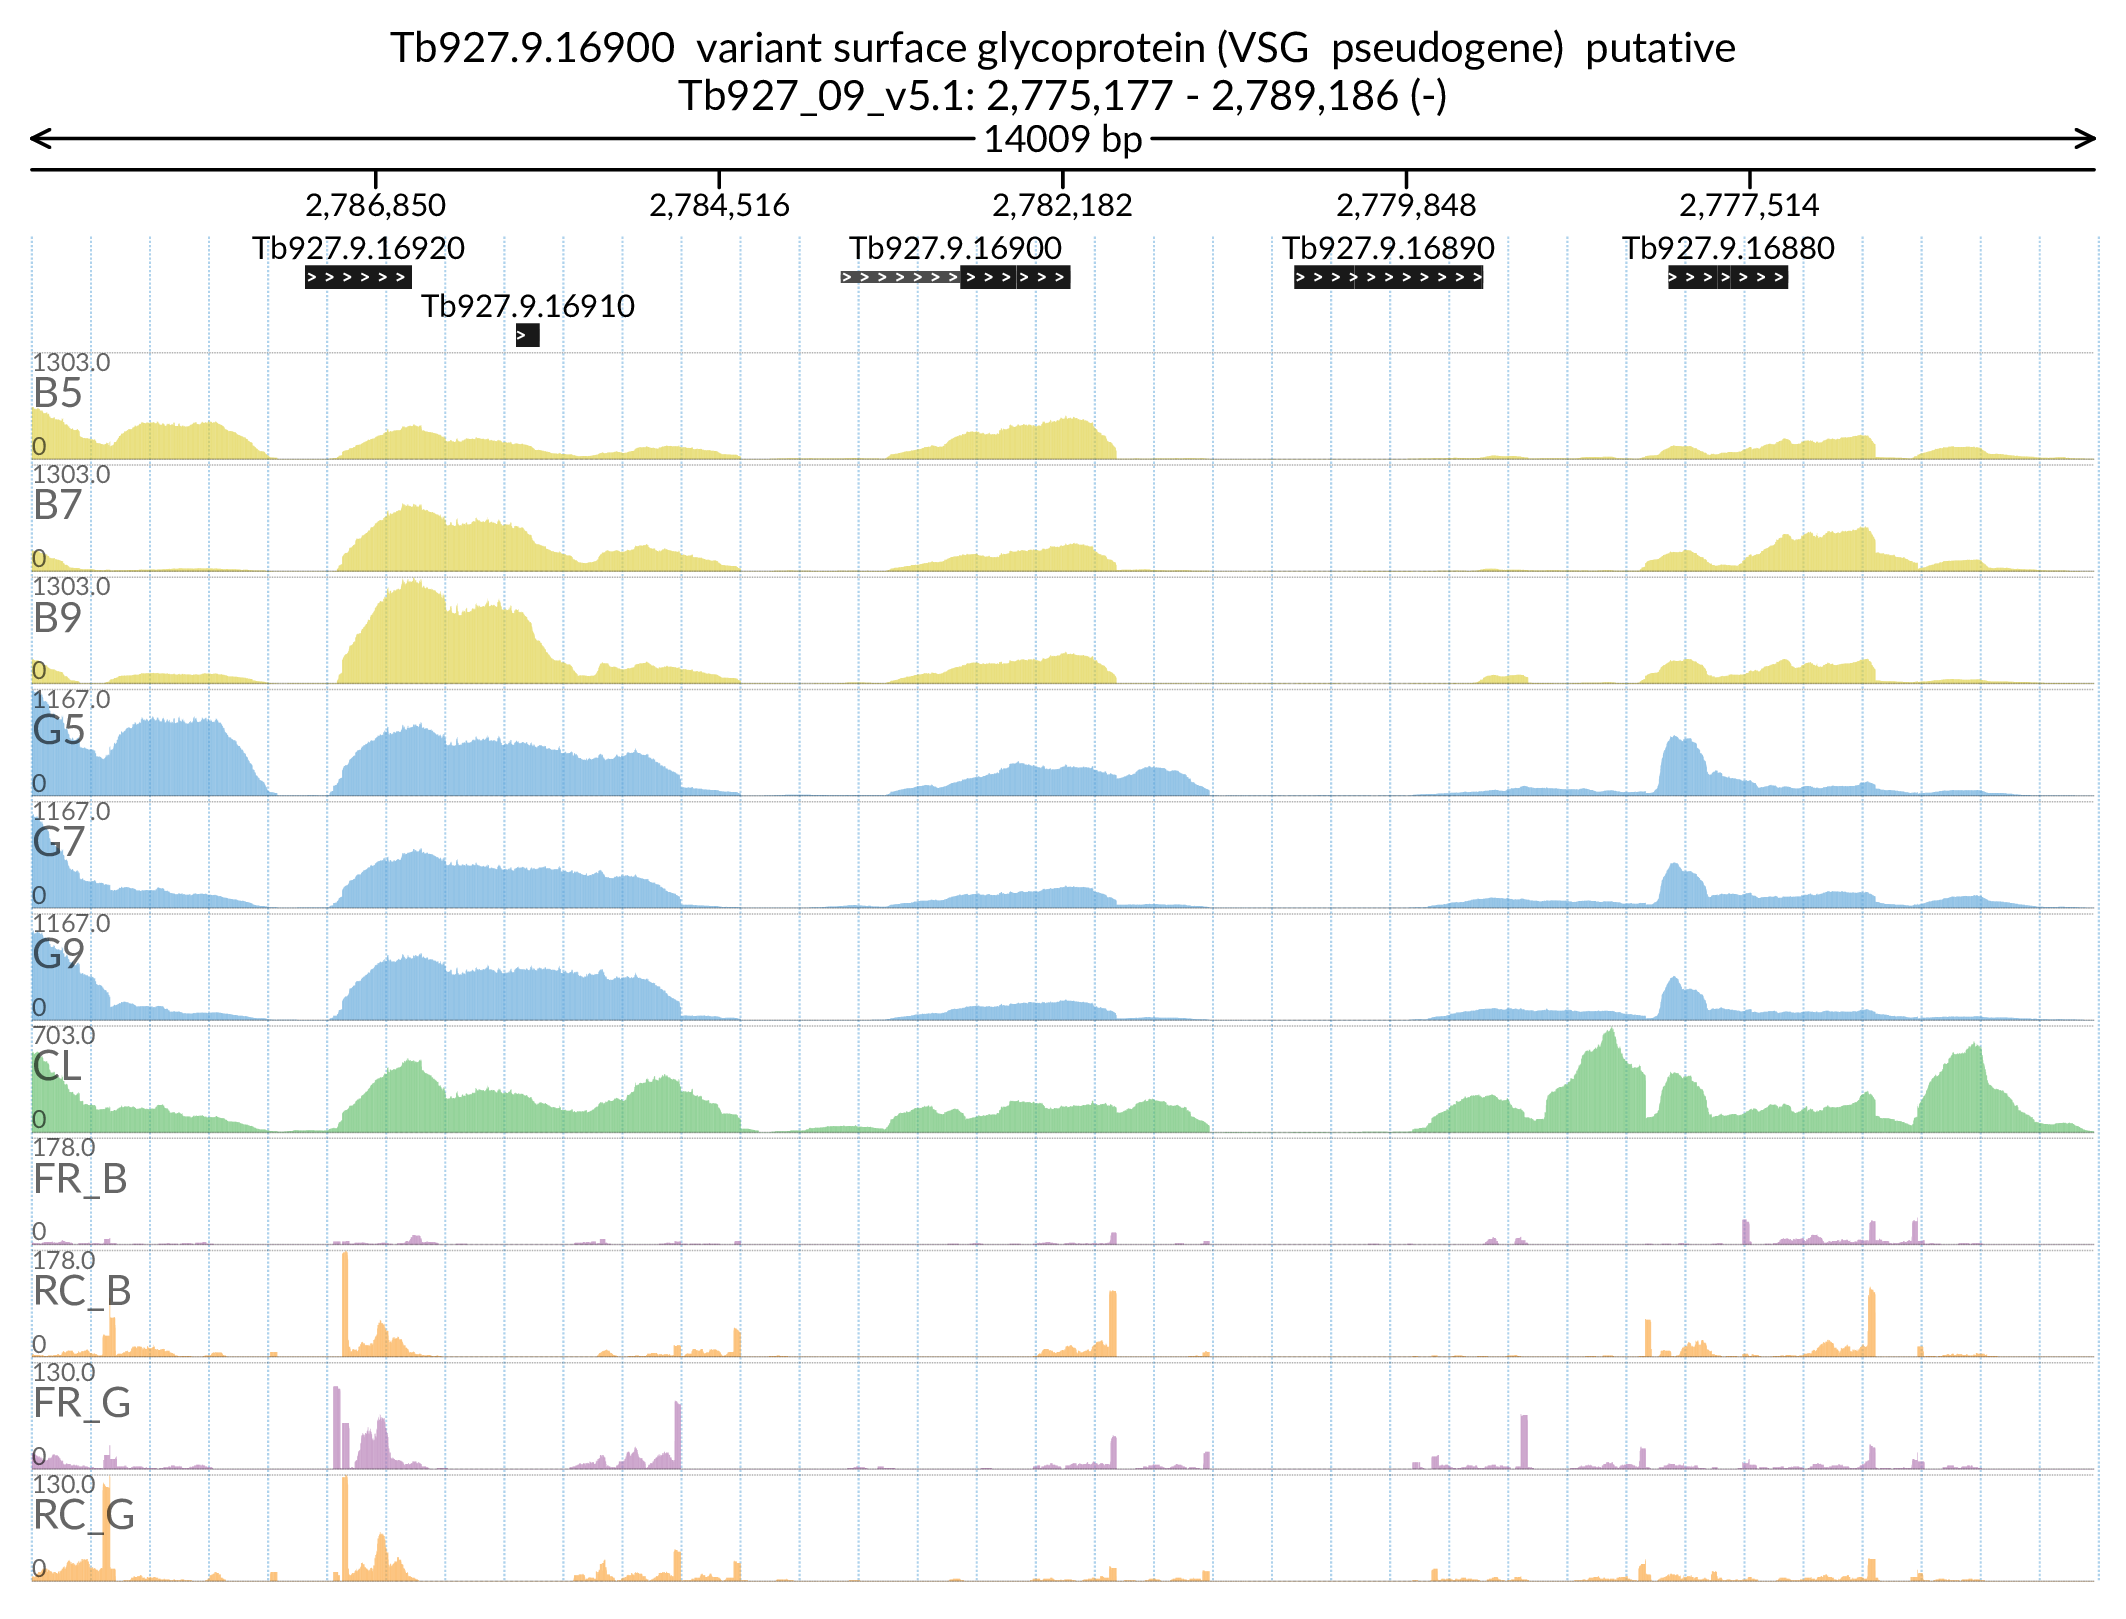 Tb927.9.16900 variant surface glycoprotein (VSG pseudogene) putative
Tb927_09_v5.1: 2,775,177 - 2,789,186 (-)
14009 bp
2,786,850 2,784,516 2,782,182 2,779,848 2,777,514
Tb927.9.16920 Tb927.9.16900 Tb927.9.16890 Tb927.9.16880
Tb927.9.16910
1303.0
B5
0
1303.0
B7
0
1303.0
B9
0
1167.0
G5
0
1167.0
G7
0
1167.0
G9
0
703.0
CL
0
178.0
FR_B
0
178.0
RC_B
0
130.0
FR_G
0
130.0
RC_G
0